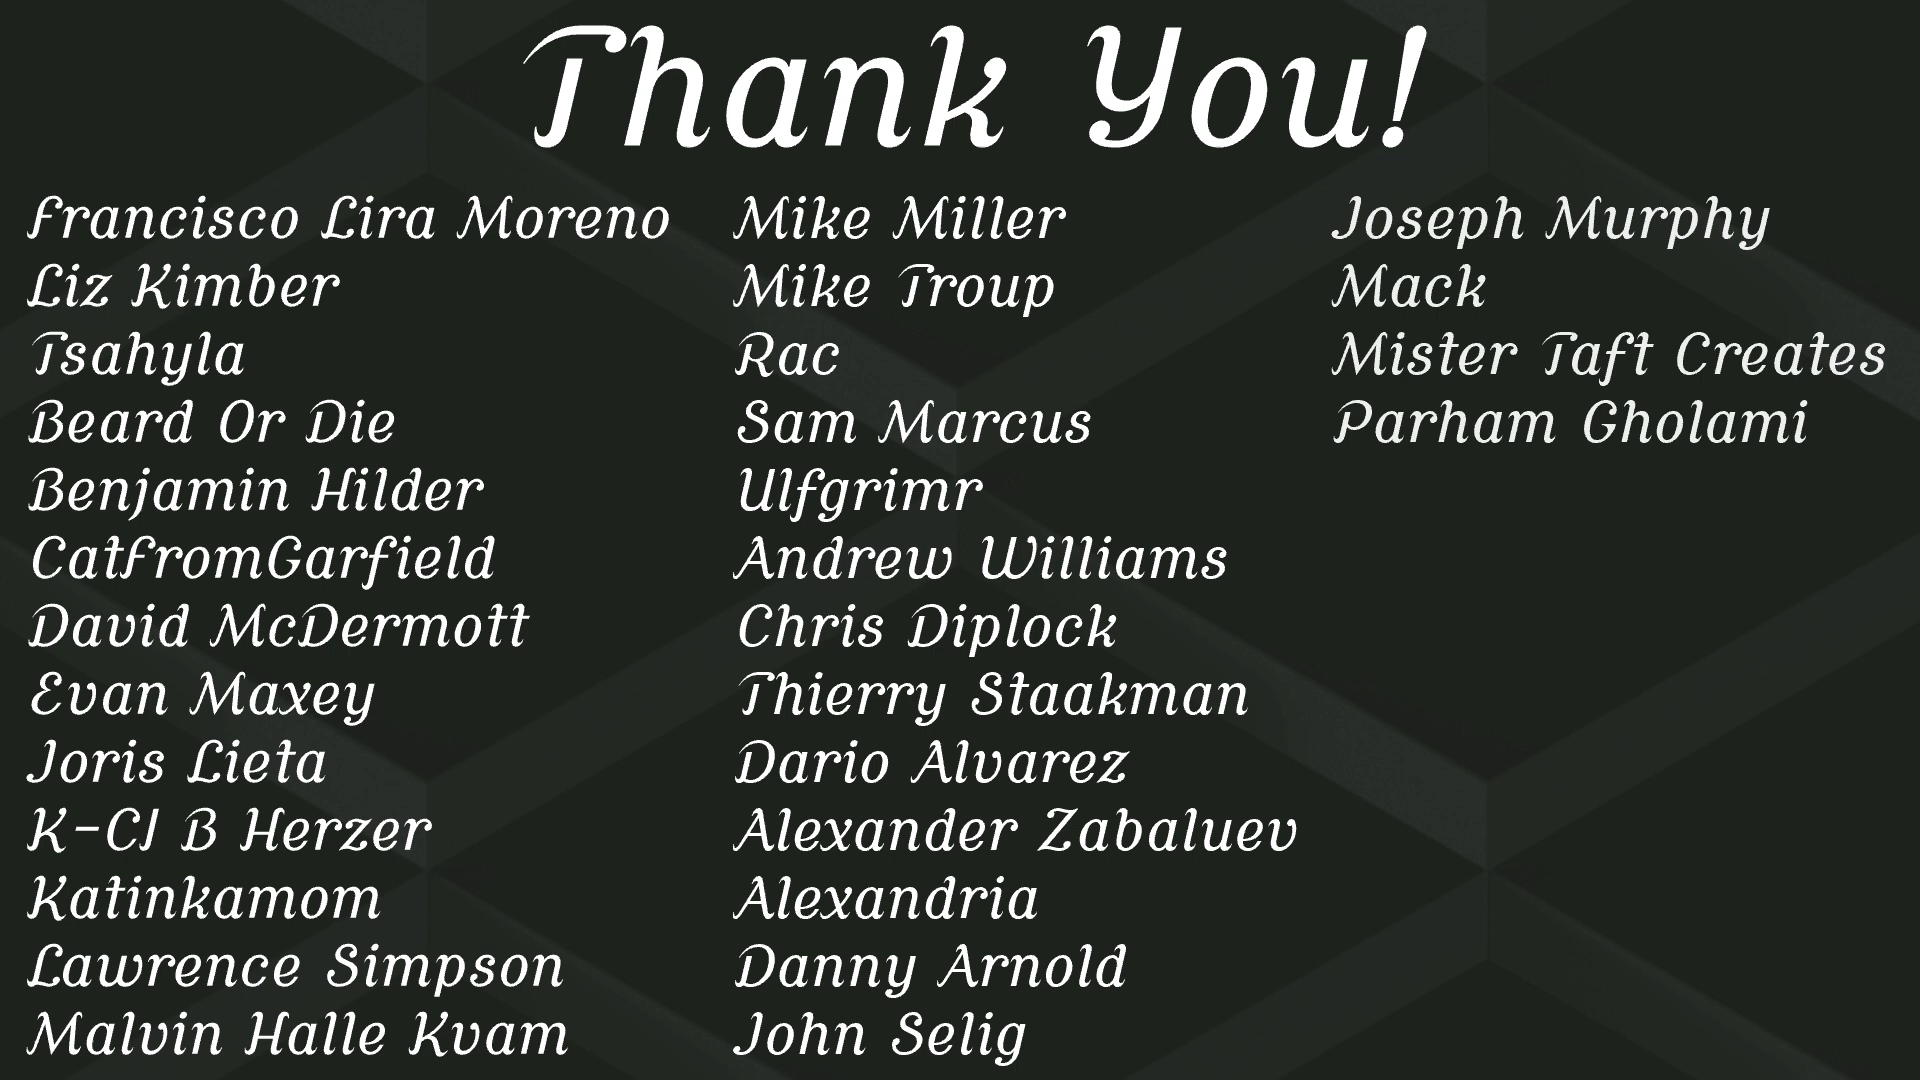 Thank You!
Francisco Lira Moreno
Liz Kimber
Tsahyla
Beard Or Die
Benjamin Hilder
CatFromGarfield
David McDermott
Evan Maxey
Joris Lieta
K-CJ B Herzer
Katinkamom
Lawrence Simpson
Malvin Halle Kvam
Mike Miller
Mike Troup
Rac
Sam Marcus
Ulfgrimr
Andrew Williams
Chris Diplock
Thierry Staakman
Dario Alvarez
Alexander Zabaluev
Alexandria
Danny Arnold
John Selig
Joseph Murphy
Mack
Mister Taft Creates
Parham Gholami